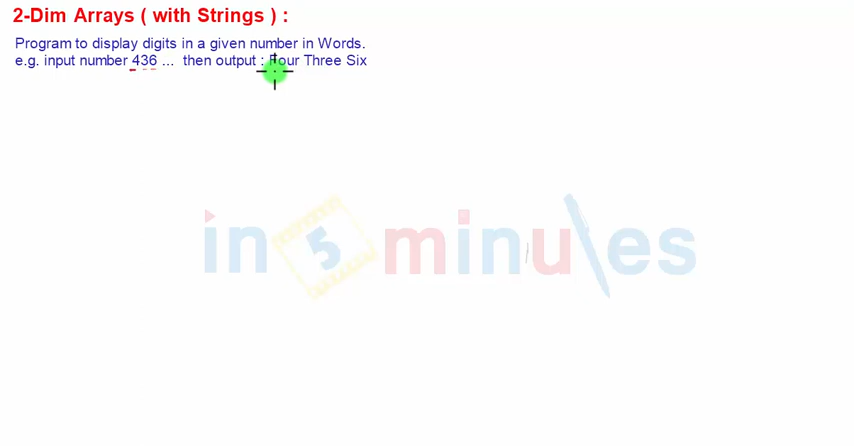 2-Dim Arrays ( with Strings ) :
Program to display digits in a given number in Words.
e.g. input number 436 ... then output : Four Three Six
in 5 minutes